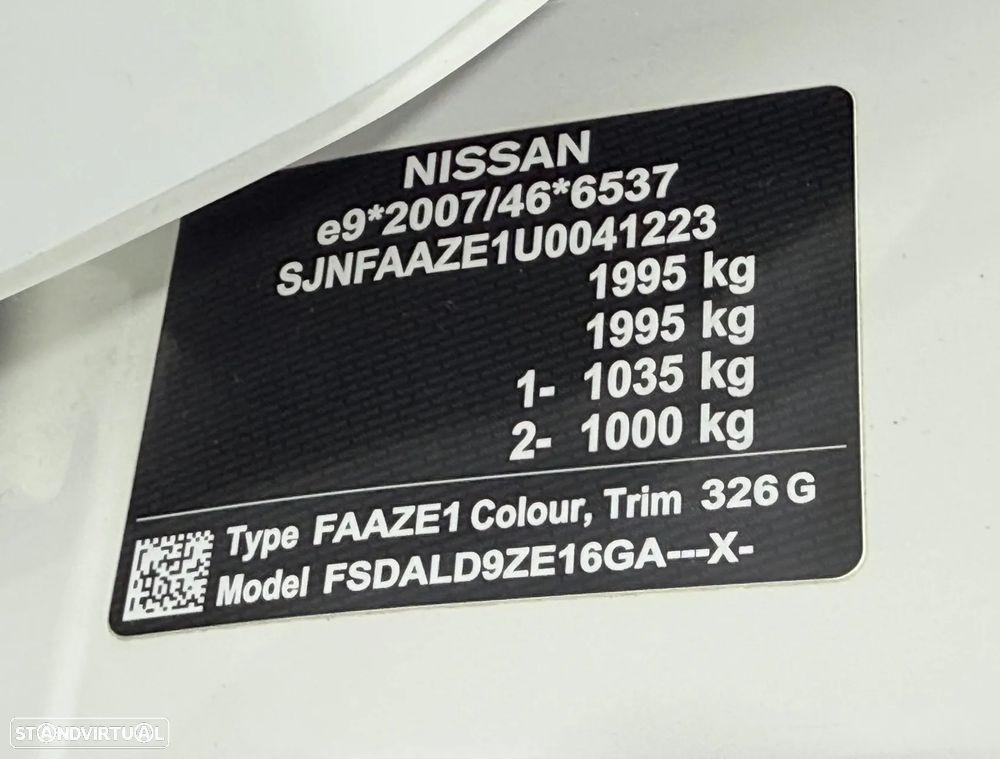 NISSAN
e9*2007/46*6537
SJNFAAZE1U0041223
1995 kg
1995 kg
1- 1035 kg
2- 1000 kg
Type FAAZE1 Colour, Trim 326 G
Model FSDALD9ZE16GA---X-
STANDVIRTUAL